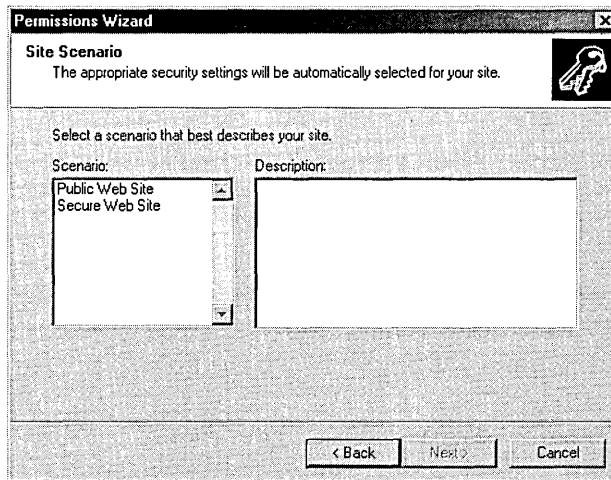 Permissions Wizard
Site Scenario
The appropriate security settings will be automatically selected for your site.
Select a scenario that best describes your site.
Scenario:
Description:
Public Web Site
Secure Web Site
< Back
Next >
Cancel